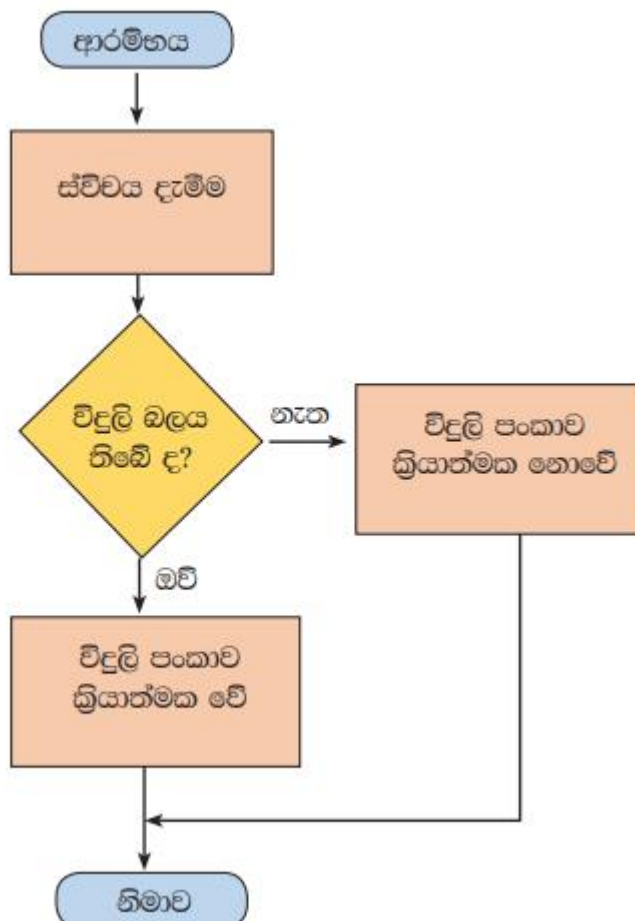 ආරම්භය
ස්විචය දැමීම
විදුලි බලය
තිබේ ද?
නැත
විදුලි පංකාව
ක්‍රියාත්මක නොවේ
ඔව්
විදුලි පංකාව
ක්‍රියාත්මක වේ
නිමාව